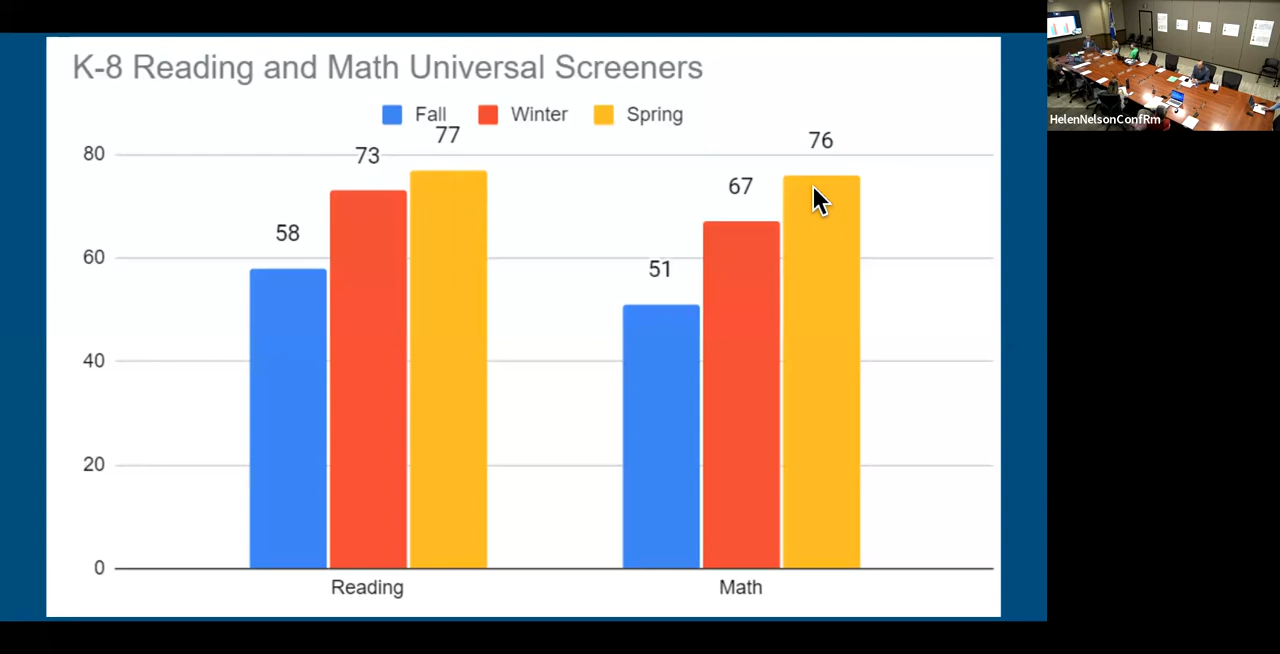 K-8 Reading and Math Universal Screeners
Fall Winter Spring
77
76
80
73
67
58
60
51
40
20
0
Reading Math
HelenNelsonConfRm